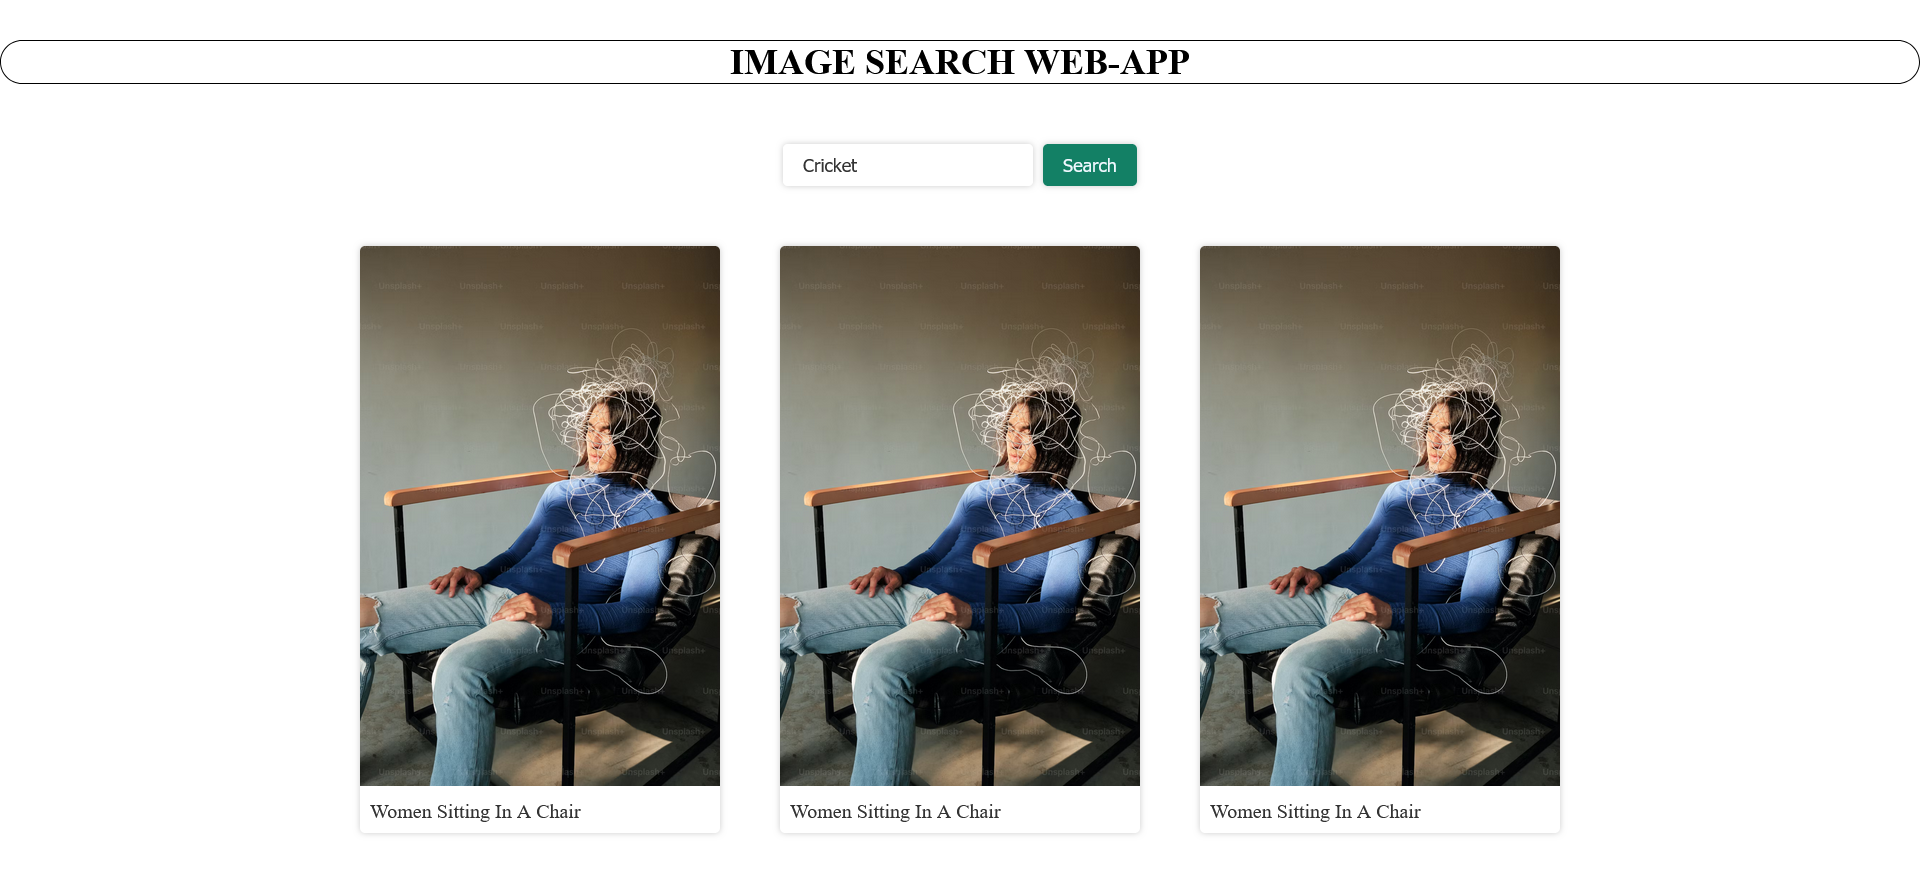 IMAGE SEARCH WEB-APP
Cricket
Search
Women Sitting In A Chair
Women Sitting In A Chair
Women Sitting In A Chair